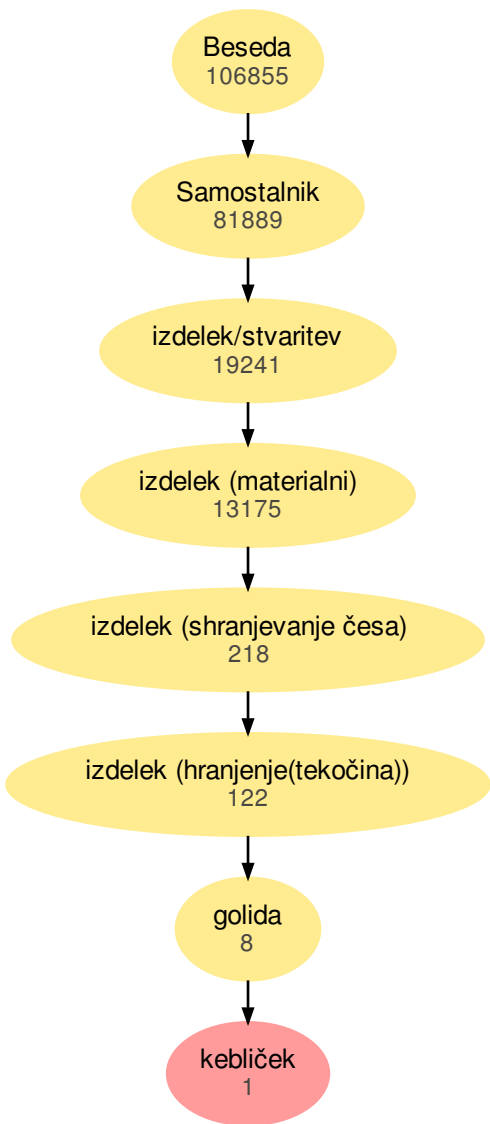 Beseda
106855
Samostalnik
81889
izdelek/stvaritev
19241
izdelek (materialni)
13175
izdelek (shranjevanje česa)
218
izdelek (hranjenje(tekočina))
122
golida
8
kebliček
1